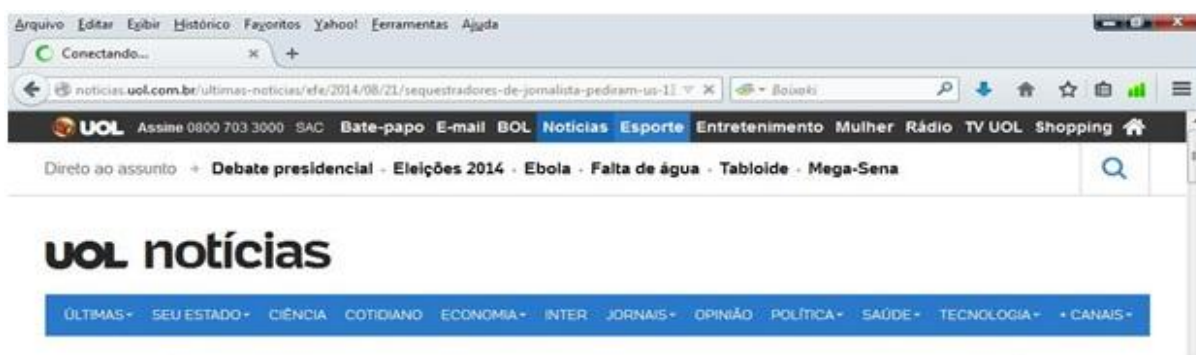 Arquivo Editar Exibir Histórico Favoritos Yahoo! Ferramentas Ajuda
Conectando...
noticias.uol.com.br/ultimas-noticias/efe/2014/08/21/sequestradores-de-jornalista-pediram-us-1 Baixaki
UOL Assine 0800 703 3000 SAC Bate-papo E-mail BOL Notícias Esporte Entretenimento Mulher Rádio TV UOL Shopping
Direto ao assunto + Debate presidencial - Eleições 2014 - Ebola - Falta de água - Tabloide - Mega-Sena
UOL notícias
ÚLTIMAS SEU ESTADO CIÊNCIA COTIDIANO ECONOMIA INTER JORNAIS OPINIÃO POLÍTICA SAÚDE TECNOLOGIA + CANAIS